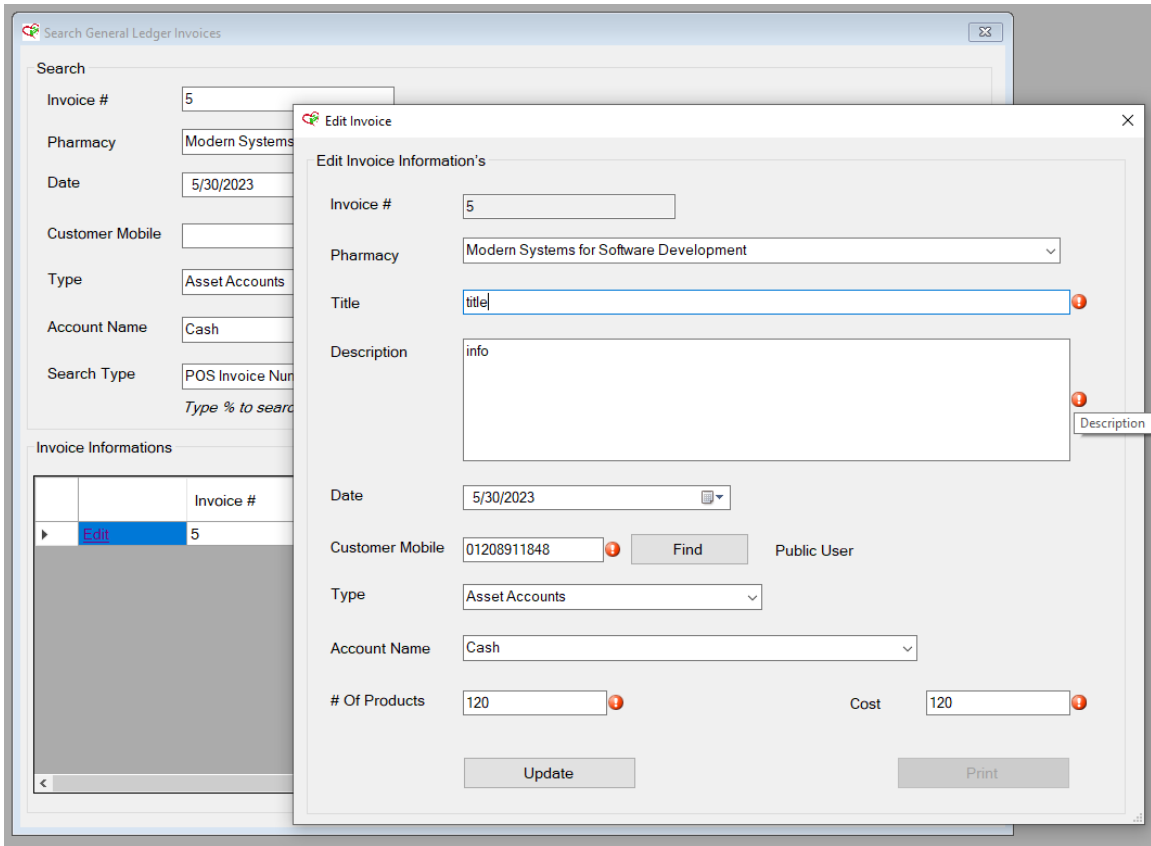 Search General Ledger Invoices
Search
Invoice # 5
Pharmacy Modern Systems
Date 5/30/2023
Customer Mobile
Type Asset Accounts
Account Name Cash
Search Type POS Invoice Nun
Type % to searc
Invoice Informations
Invoice #
Edit 5
Edit Invoice
Edit Invoice Information's
Invoice # 5
Pharmacy Modern Systems for Software Development
Title title
Description info
Description
Date 5/30/2023
Customer Mobile 01208911848 Find Public User
Type Asset Accounts
Account Name Cash
# Of Products 120 Cost 120
Update Print